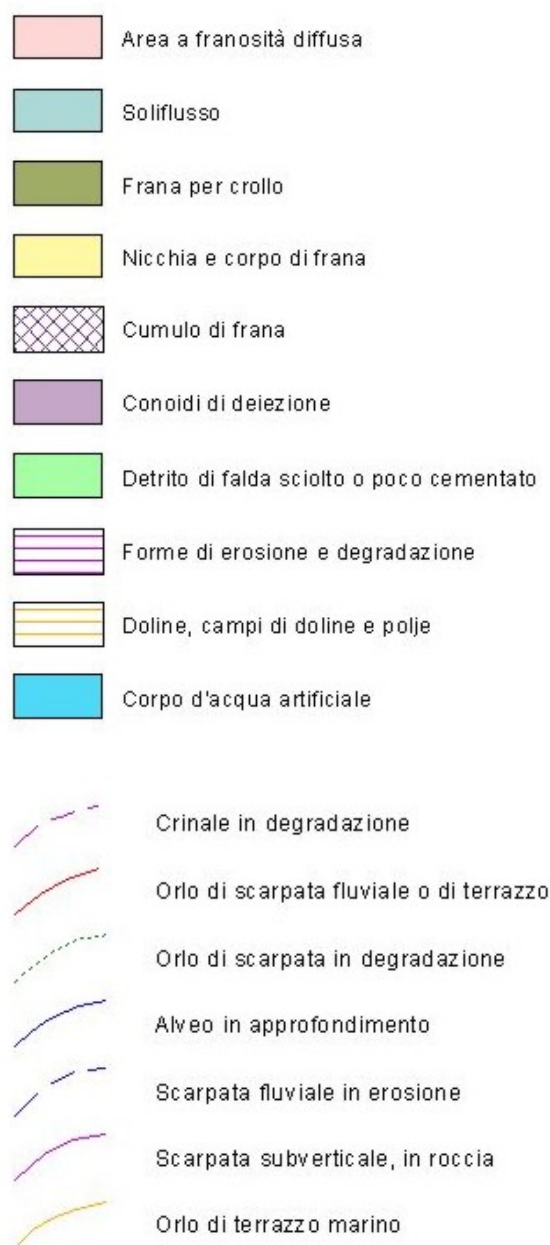 Area a franosità diffusa
Soliflusso
Frana per crollo
Nicchia e corpo di frana
Cumulo di frana
Conoidi di deiezione
Detrito di falda sciolto o poco cementato
Forme di erosione e degradazione
Doline, campi di doline e polje
Corpo d'acqua artificiale
Crinale in degradazione
Orlo di scarpata fluviale o di terrazzo
Orlo di scarpata in degradazione
Alveo in approfondimento
Scarpata fluviale in erosione
Scarpata subverticale, in roccia
Orlo di terrazzo marino